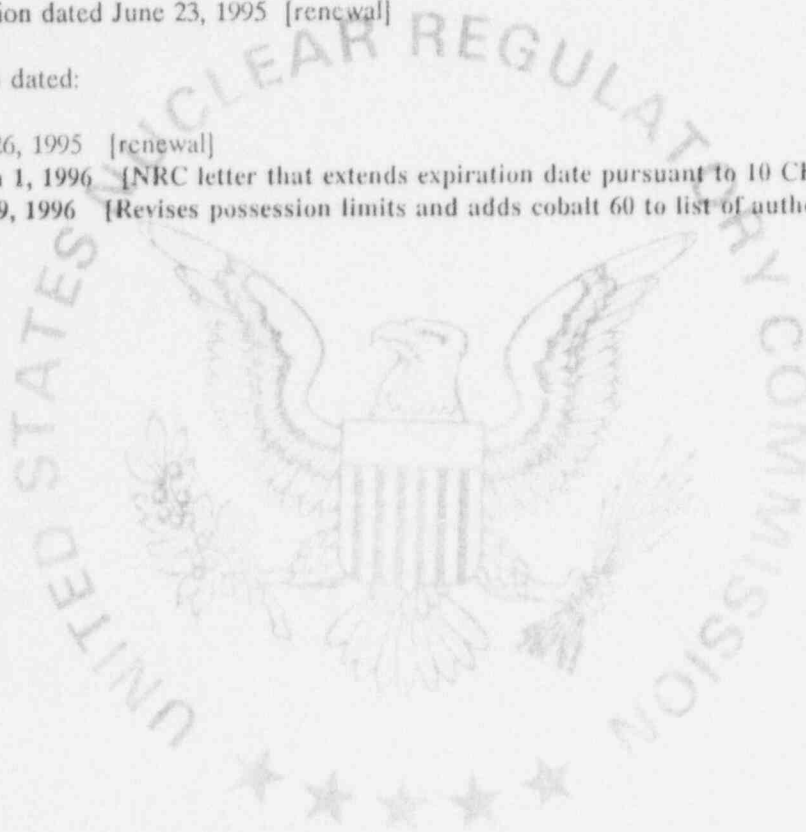 ion dated June 23, 1995 [renewal]
dated:
26, 1995 [renewal]
1, 1996 [NRC letter that extends expiration date pursuant to 10 CF
9, 1996 [Revises possession limits and adds cobalt 60 to list of autho
UNITED STATES NUCLEAR REGULATORY COMMISSION